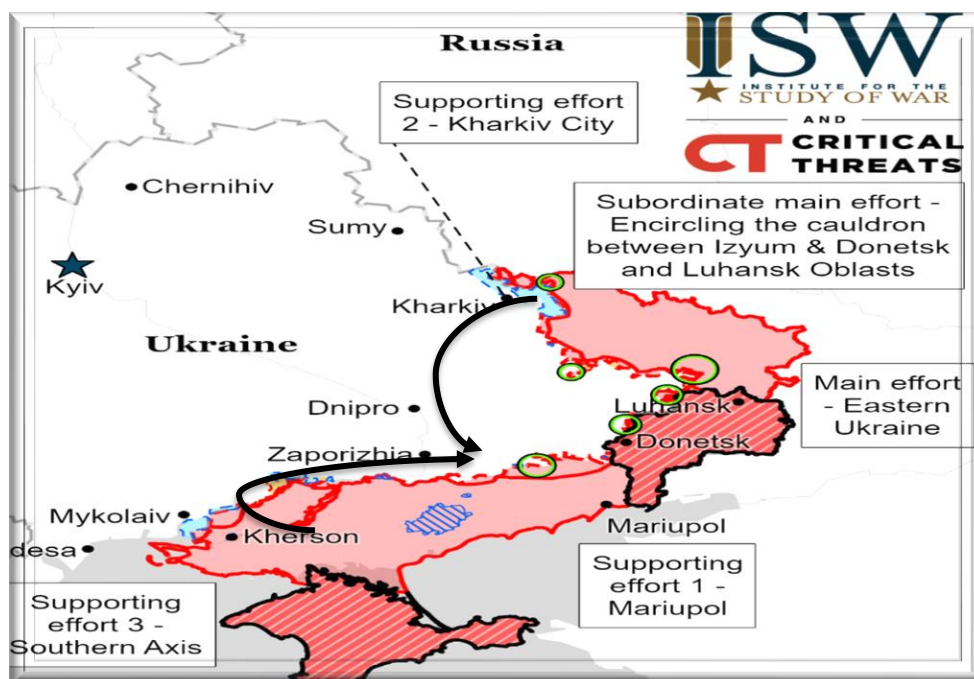 Russia
ISW
INSTITUTE FOR THE
STUDY OF WAR
AND
CT CRITICAL
THREATS
Supporting effort
2 - Kharkiv City
Chernihiv
Subordinate main effort -
Encircling the cauldron
between Izyum & Donetsk
and Luhansk Oblasts
Sumy
Kyiv
Kharkiv
Ukraine
Main effort
- Eastern
Ukraine
Dnipro
Luhansk
Donetsk
Zaporizhia
Mykolaiv
Kherson
Mariupol
desa
Supporting
effort 1 -
Mariupol
Supporting
effort 3 -
Southern Axis